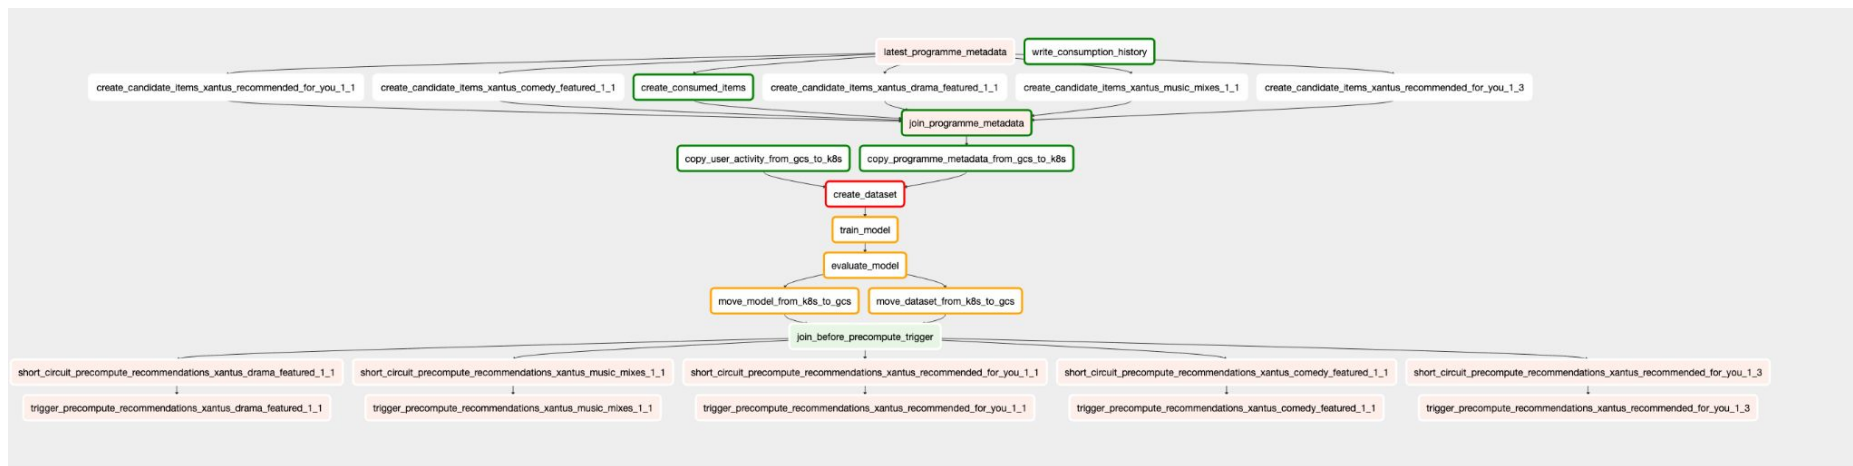 latest_programme_metadata
write_consumption_history
create_candidate_items_xantus_recommended_for_you_1_1
create_candidate_items_xantus_comedy_featured_1_1
create_consumed_items
create_candidate_items_xantus_drama_featured_1_1
create_candidate_items_xantus_music_mixes_1_1
create_candidate_items_xantus_recommended_for_you_1_3
join_programme_metadata
copy_user_activity_from_gcs_to_k8s
copy_programme_metadata_from_gcs_to_k8s
create_dataset
train_model
evaluate_model
move_model_from_k8s_to_gcs
move_dataset_from_k8s_to_gcs
join_before_precompute_trigger
short_circuit_precompute_recommendations_xantus_drama_featured_1_1
short_circuit_precompute_recommendations_xantus_music_mixes_1_1
short_circuit_precompute_recommendations_xantus_recommended_for_you_1_1
short_circuit_precompute_recommendations_xantus_comedy_featured_1_1
short_circuit_precompute_recommendations_xantus_recommended_for_you_1_3
trigger_precompute_recommendations_xantus_drama_featured_1_1
trigger_precompute_recommendations_xantus_music_mixes_1_1
trigger_precompute_recommendations_xantus_recommended_for_you_1_1
trigger_precompute_recommendations_xantus_comedy_featured_1_1
trigger_precompute_recommendations_xantus_recommended_for_you_1_3